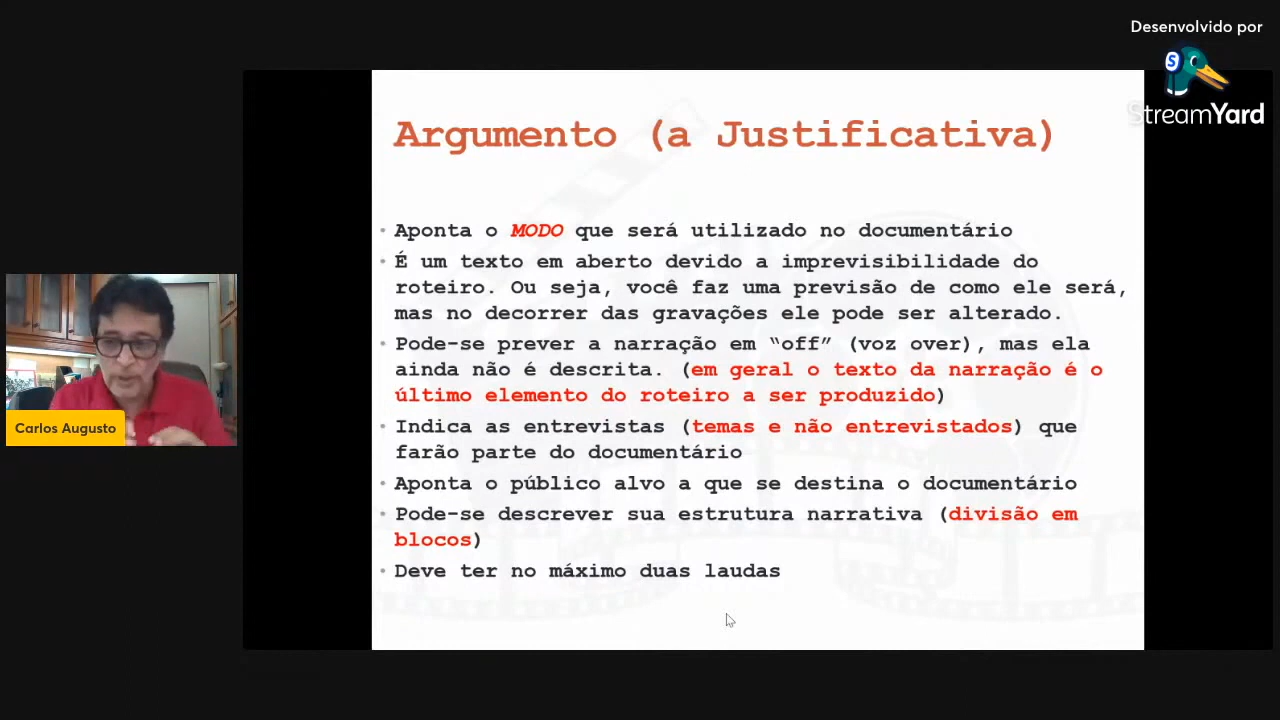 Desenvolvido por
StreamYard
Argumento (a Justificativa)
• Aponta o MODO que será utilizado no documentário
• É um texto em aberto devido a imprevisibilidade do
roteiro. Ou seja, você faz uma previsão de como ele será,
mas no decorrer das gravações ele pode ser alterado.
• Pode-se prever a narração em “off” (voz over), mas ela
ainda não é descrita. (em geral o texto da narração é o
último elemento do roteiro a ser produzido)
• Indica as entrevistas (temas e não entrevistados) que
farão parte do documentário
• Aponta o público alvo a que se destina o documentário
• Pode-se descrever sua estrutura narrativa (divisão em
blocos)
• Deve ter no máximo duas laudas
Carlos Augusto